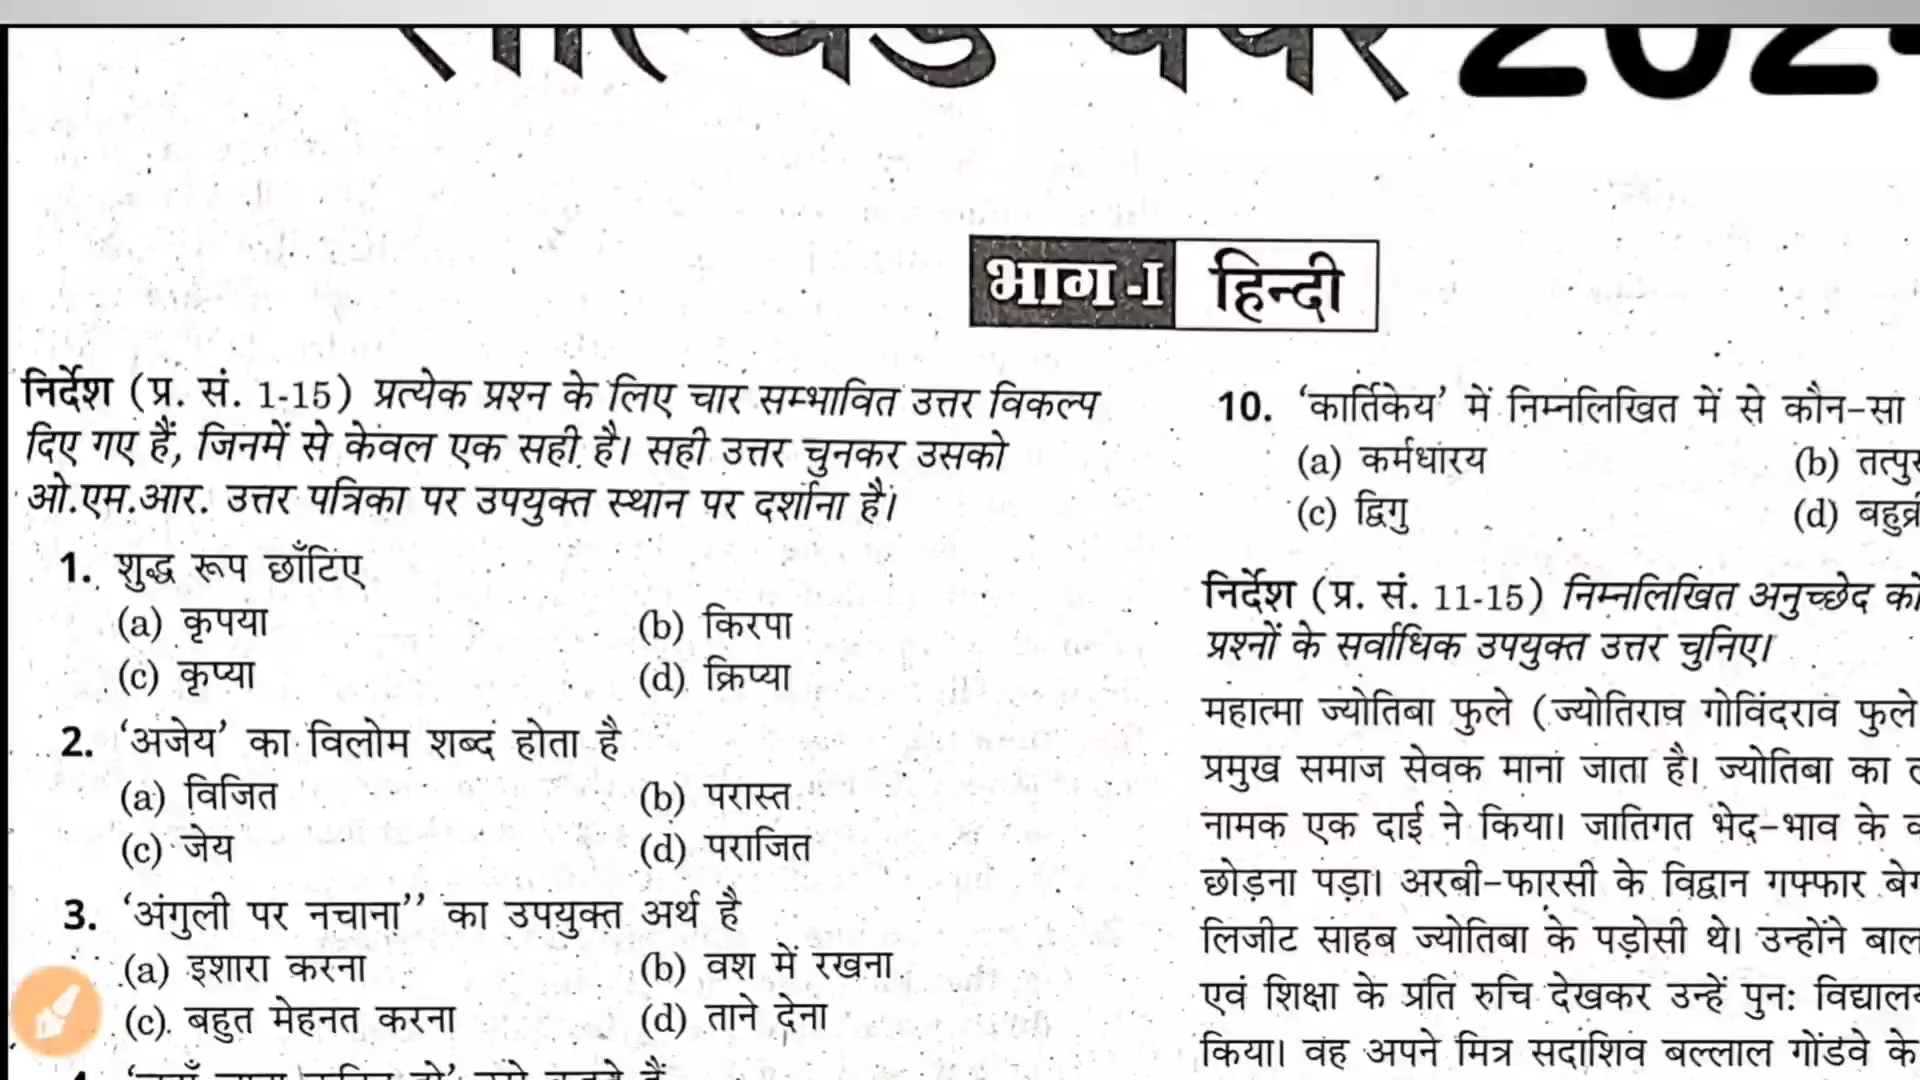 पेपर 202
भाग-I हिन्दी
निर्देश (प्र. सं. 1-15) प्रत्येक प्रश्न के लिए चार सम्भावित उत्तर विकल्प
दिए गए हैं, जिनमें से केवल एक सही है। सही उत्तर चुनकर उसको
ओ.एम.आर. उत्तर पत्रिका पर उपयुक्त स्थान पर दर्शाना है।
1. शुद्ध रूप छाँटिए
(a) कृपया (b) किरपा
(c) कृप्या (d) क्रिप्या
2. ‘अजेय’ का विलोम शब्द होता है
(a) विजित (b) परास्त
(c) जेय (d) पराजित
3. ‘अंगुली पर नचाना’’ का उपयुक्त अर्थ है
(a) इशारा करना (b) वश में रखना
(c) बहुत मेहनत करना (d) ताने देना
10. ‘कार्तिकेय’ में निम्नलिखित में से कौन-सा
(a) कर्मधारय (b)
(c) द्विगु (d)
निर्देश (प्र. सं. 11-15) निम्नलिखित अनुच्छेद को
प्रश्नों के सर्वाधिक उपयुक्त उत्तर चुनिए।
महात्मा ज्योतिबा फुले (ज्योतिराव गोविंदराव फुले
प्रमुख समाज सेवक माना जाता है। ज्योतिबा का
नामक एक दाई ने किया। जातिगत भेद-भाव के
छोड़ना पड़ा। अरबी-फारसी के विद्वान गफ्फार
लिजीट साहब ज्योतिबा के पड़ोसी थे। उन्होंने
एवं शिक्षा के प्रति रुचि देखकर उन्हें पुन:
किया। वह अपने मित्र सदाशिव बल्लाल गोंडवे के